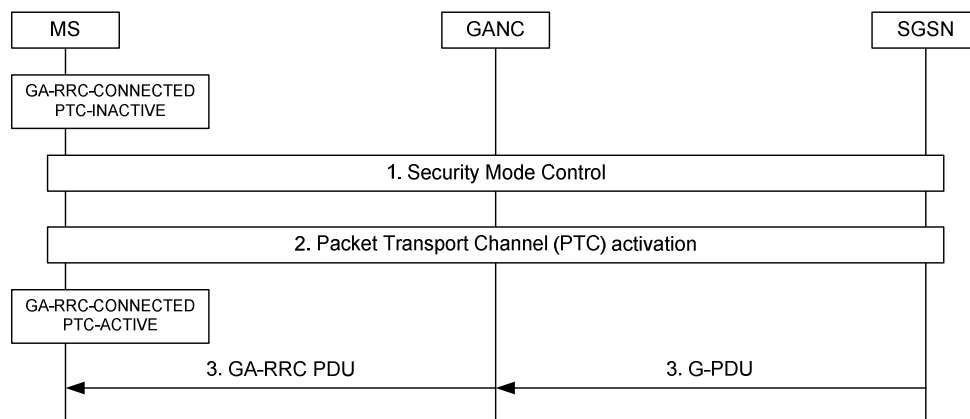 MS
GANC
SGSN
GA-RRC-CONNECTED
PTC-INACTIVE
1. Security Mode Control
2. Packet Transport Channel (PTC) activation
GA-RRC-CONNECTED
PTC-ACTIVE
3. GA-RRC PDU
3. G-PDU